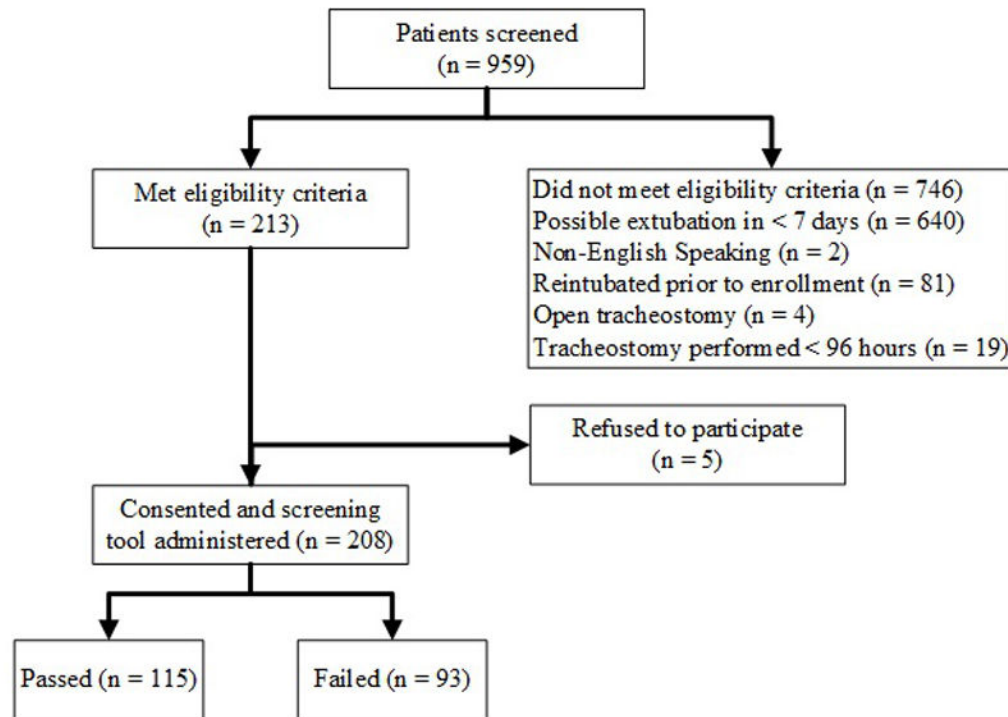 Patients screened
(n = 959)
Met eligibility criteria
(n = 213)
Did not meet eligibility criteria (n = 746)
Possible extubation in < 7 days (n = 640)
Non-English Speaking (n = 2)
Reintubated prior to enrollment (n = 81)
Open tracheostomy (n = 4)
Tracheostomy performed < 96 hours (n = 19)
Refused to participate
(n = 5)
Consented and screening
tool administered (n = 208)
Passed (n = 115)
Failed (n = 93)